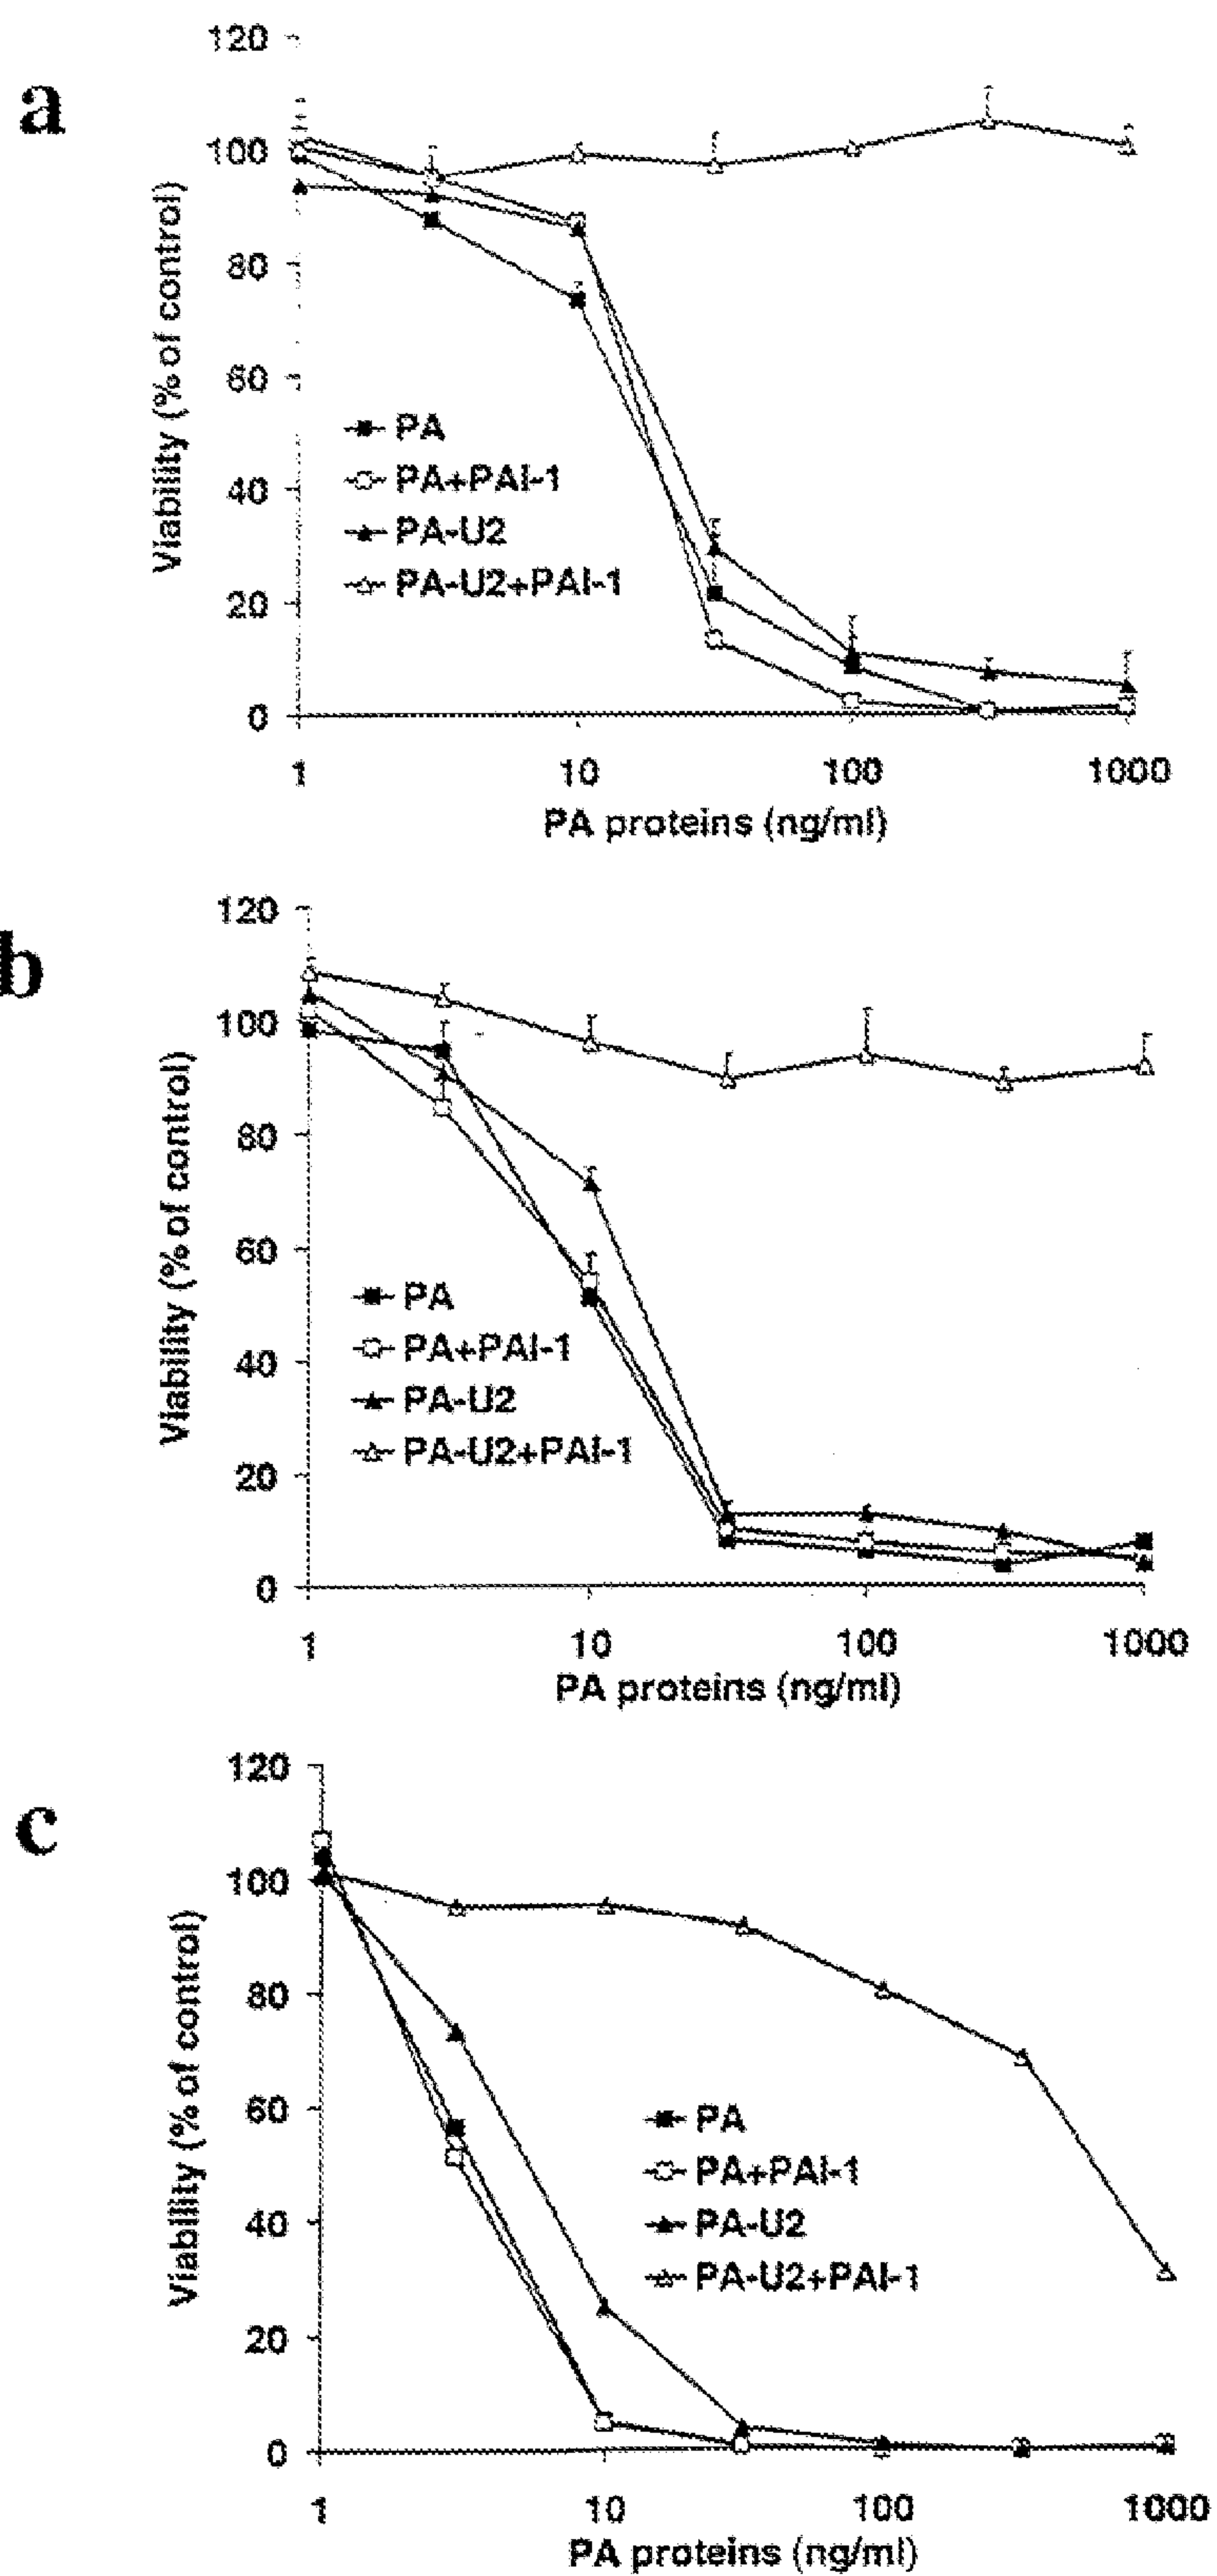 a
120
100
80
60
40
20
0
Viability (% of control)
PA
PA+PAI-1
PA-U2
PA-U2+PAI-1
1 10 100 1000
PA proteins (ng/ml)
b
120
100
80
60
40
20
0
Viability (% of control)
PA
PA+PAI-1
PA-U2
PA-U2+PAI-1
1 10 100 1000
PA proteins (ng/ml)
c
120
100
80
60
40
20
0
Viability (% of control)
PA
PA+PAI-1
PA-U2
PA-U2+PAI-1
1 10 100 1000
PA proteins (ng/ml)